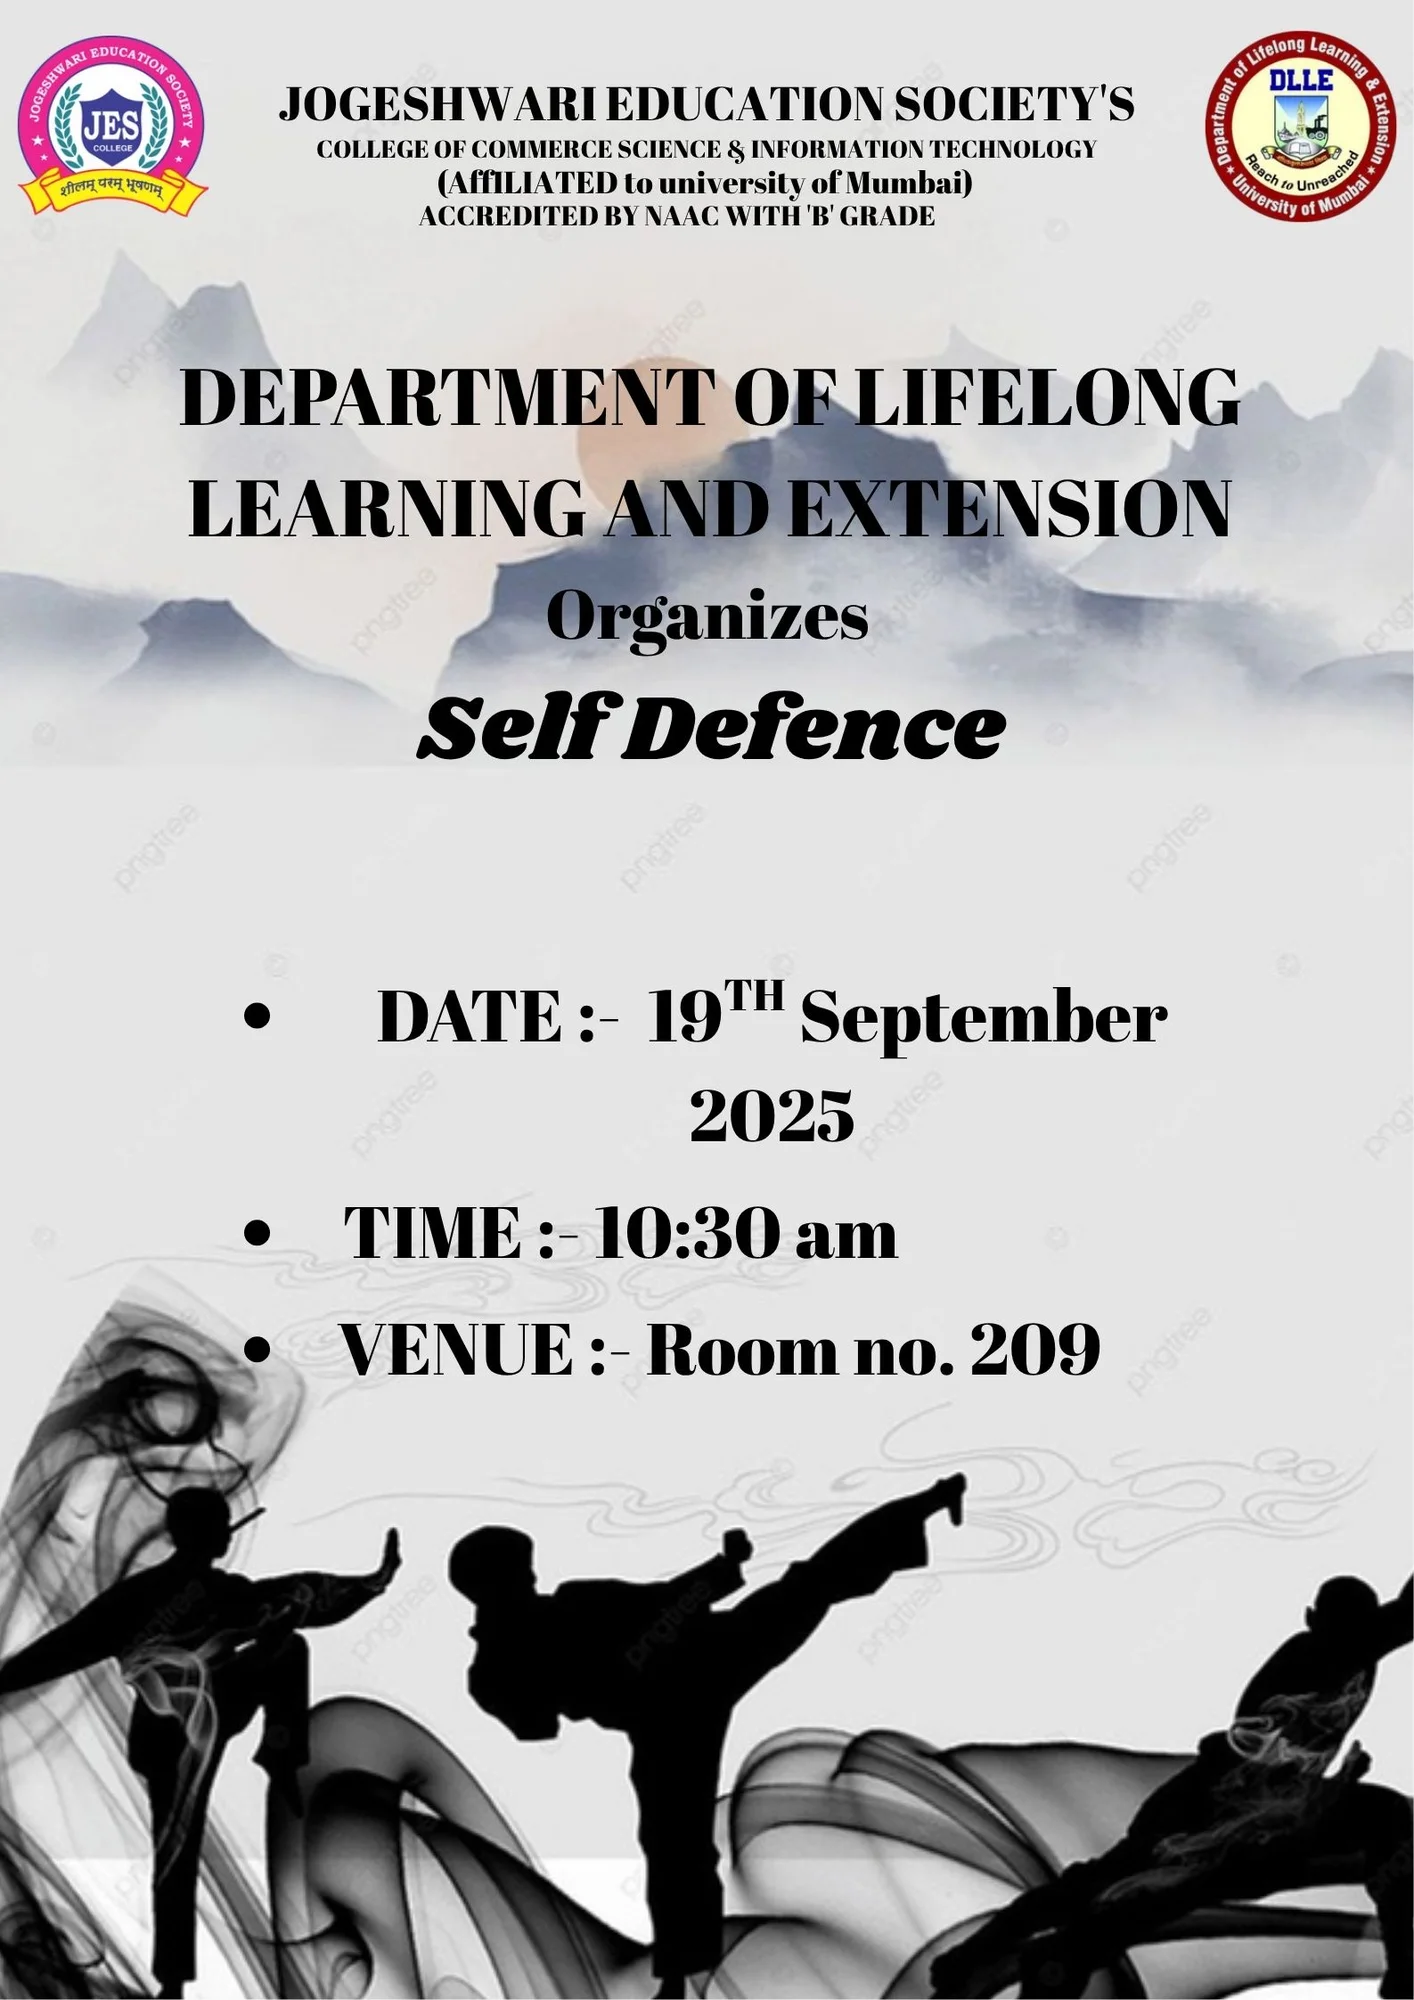 JOGESHWARI EDUCATION SOCIETY
JES
COLLEGE
शीलम् परम् भूषणम्
JOGESHWARI EDUCATION SOCIETY'S
COLLEGE OF COMMERCE SCIENCE & INFORMATION TECHNOLOGY
(AffILIATED to university of Mumbai)
ACCREDITED BY NAAC WITH 'B' GRADE
Department of Lifelong Learning & Extension
DLLE
Reach to Unreached
University of Mumbai
DEPARTMENT OF LIFELONG
LEARNING AND EXTENSION
Organizes
Self Defence
• DATE :- 19TH September
2025
• TIME :- 10:30 am
• VENUE :- Room no. 209
pngtree